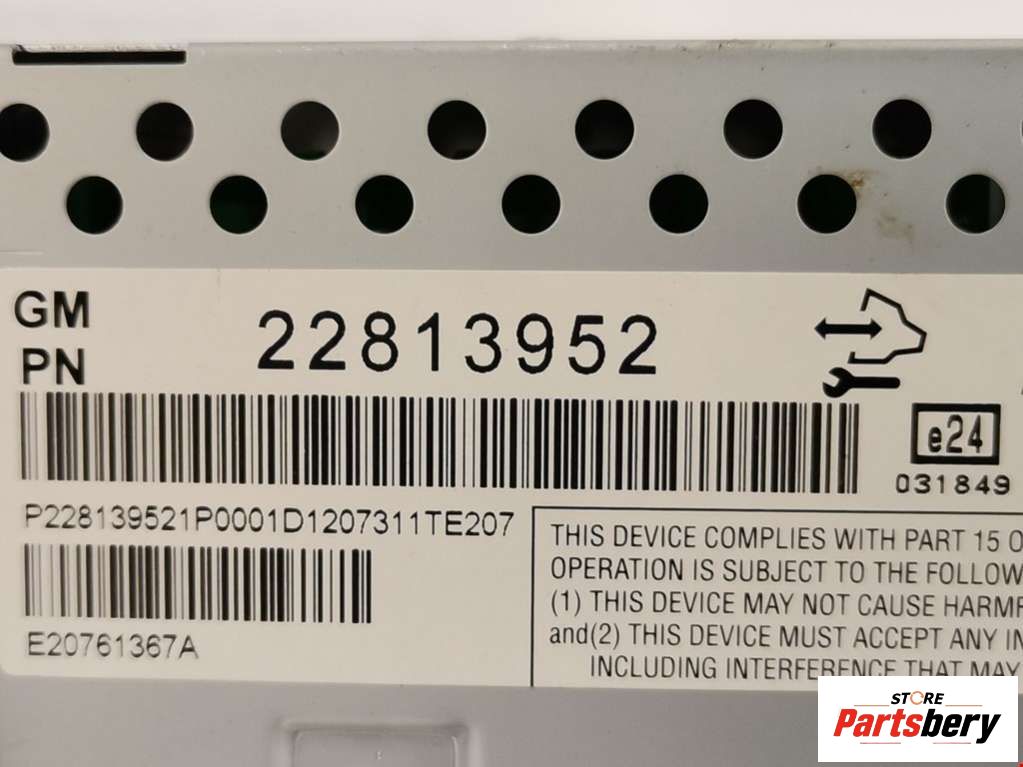 GM
PN
22813952
e24
031849
P228139521P0001D1207311TE207
E20761367A
THIS DEVICE COMPLIES WITH PART 15 O
OPERATION IS SUBJECT TO THE FOLLOW
(1) THIS DEVICE MAY NOT CAUSE HARMF
and(2) THIS DEVICE MUST ACCEPT ANY IN
INCLUDING INTERFERENCE THAT MAY
STORE
Partsbery